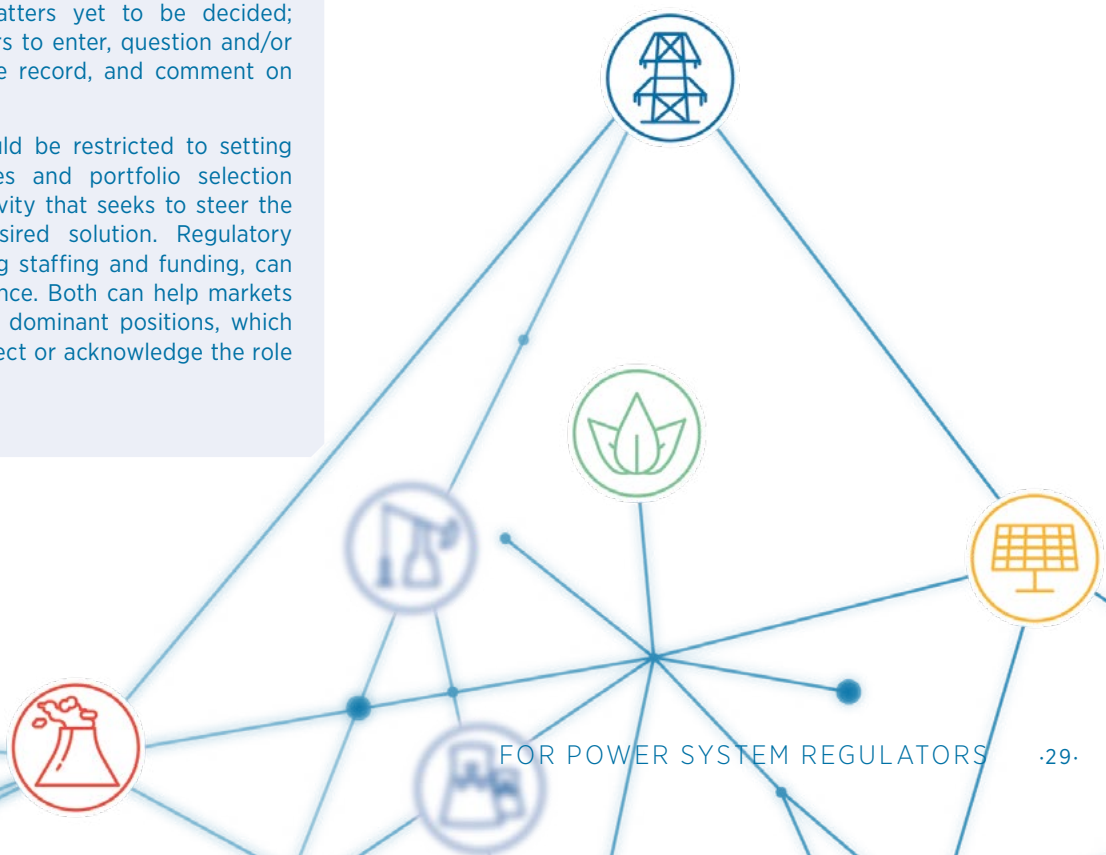 atters yet to be decided;
rs to enter, question and/or
e record, and comment on
ld be restricted to setting
es and portfolio selection
vity that seeks to steer the
sired solution. Regulatory
g staffing and funding, can
nce. Both can help markets
dominant positions, which
ect or acknowledge the role
FOR POWER SYSTEM REGULATORS ·29·